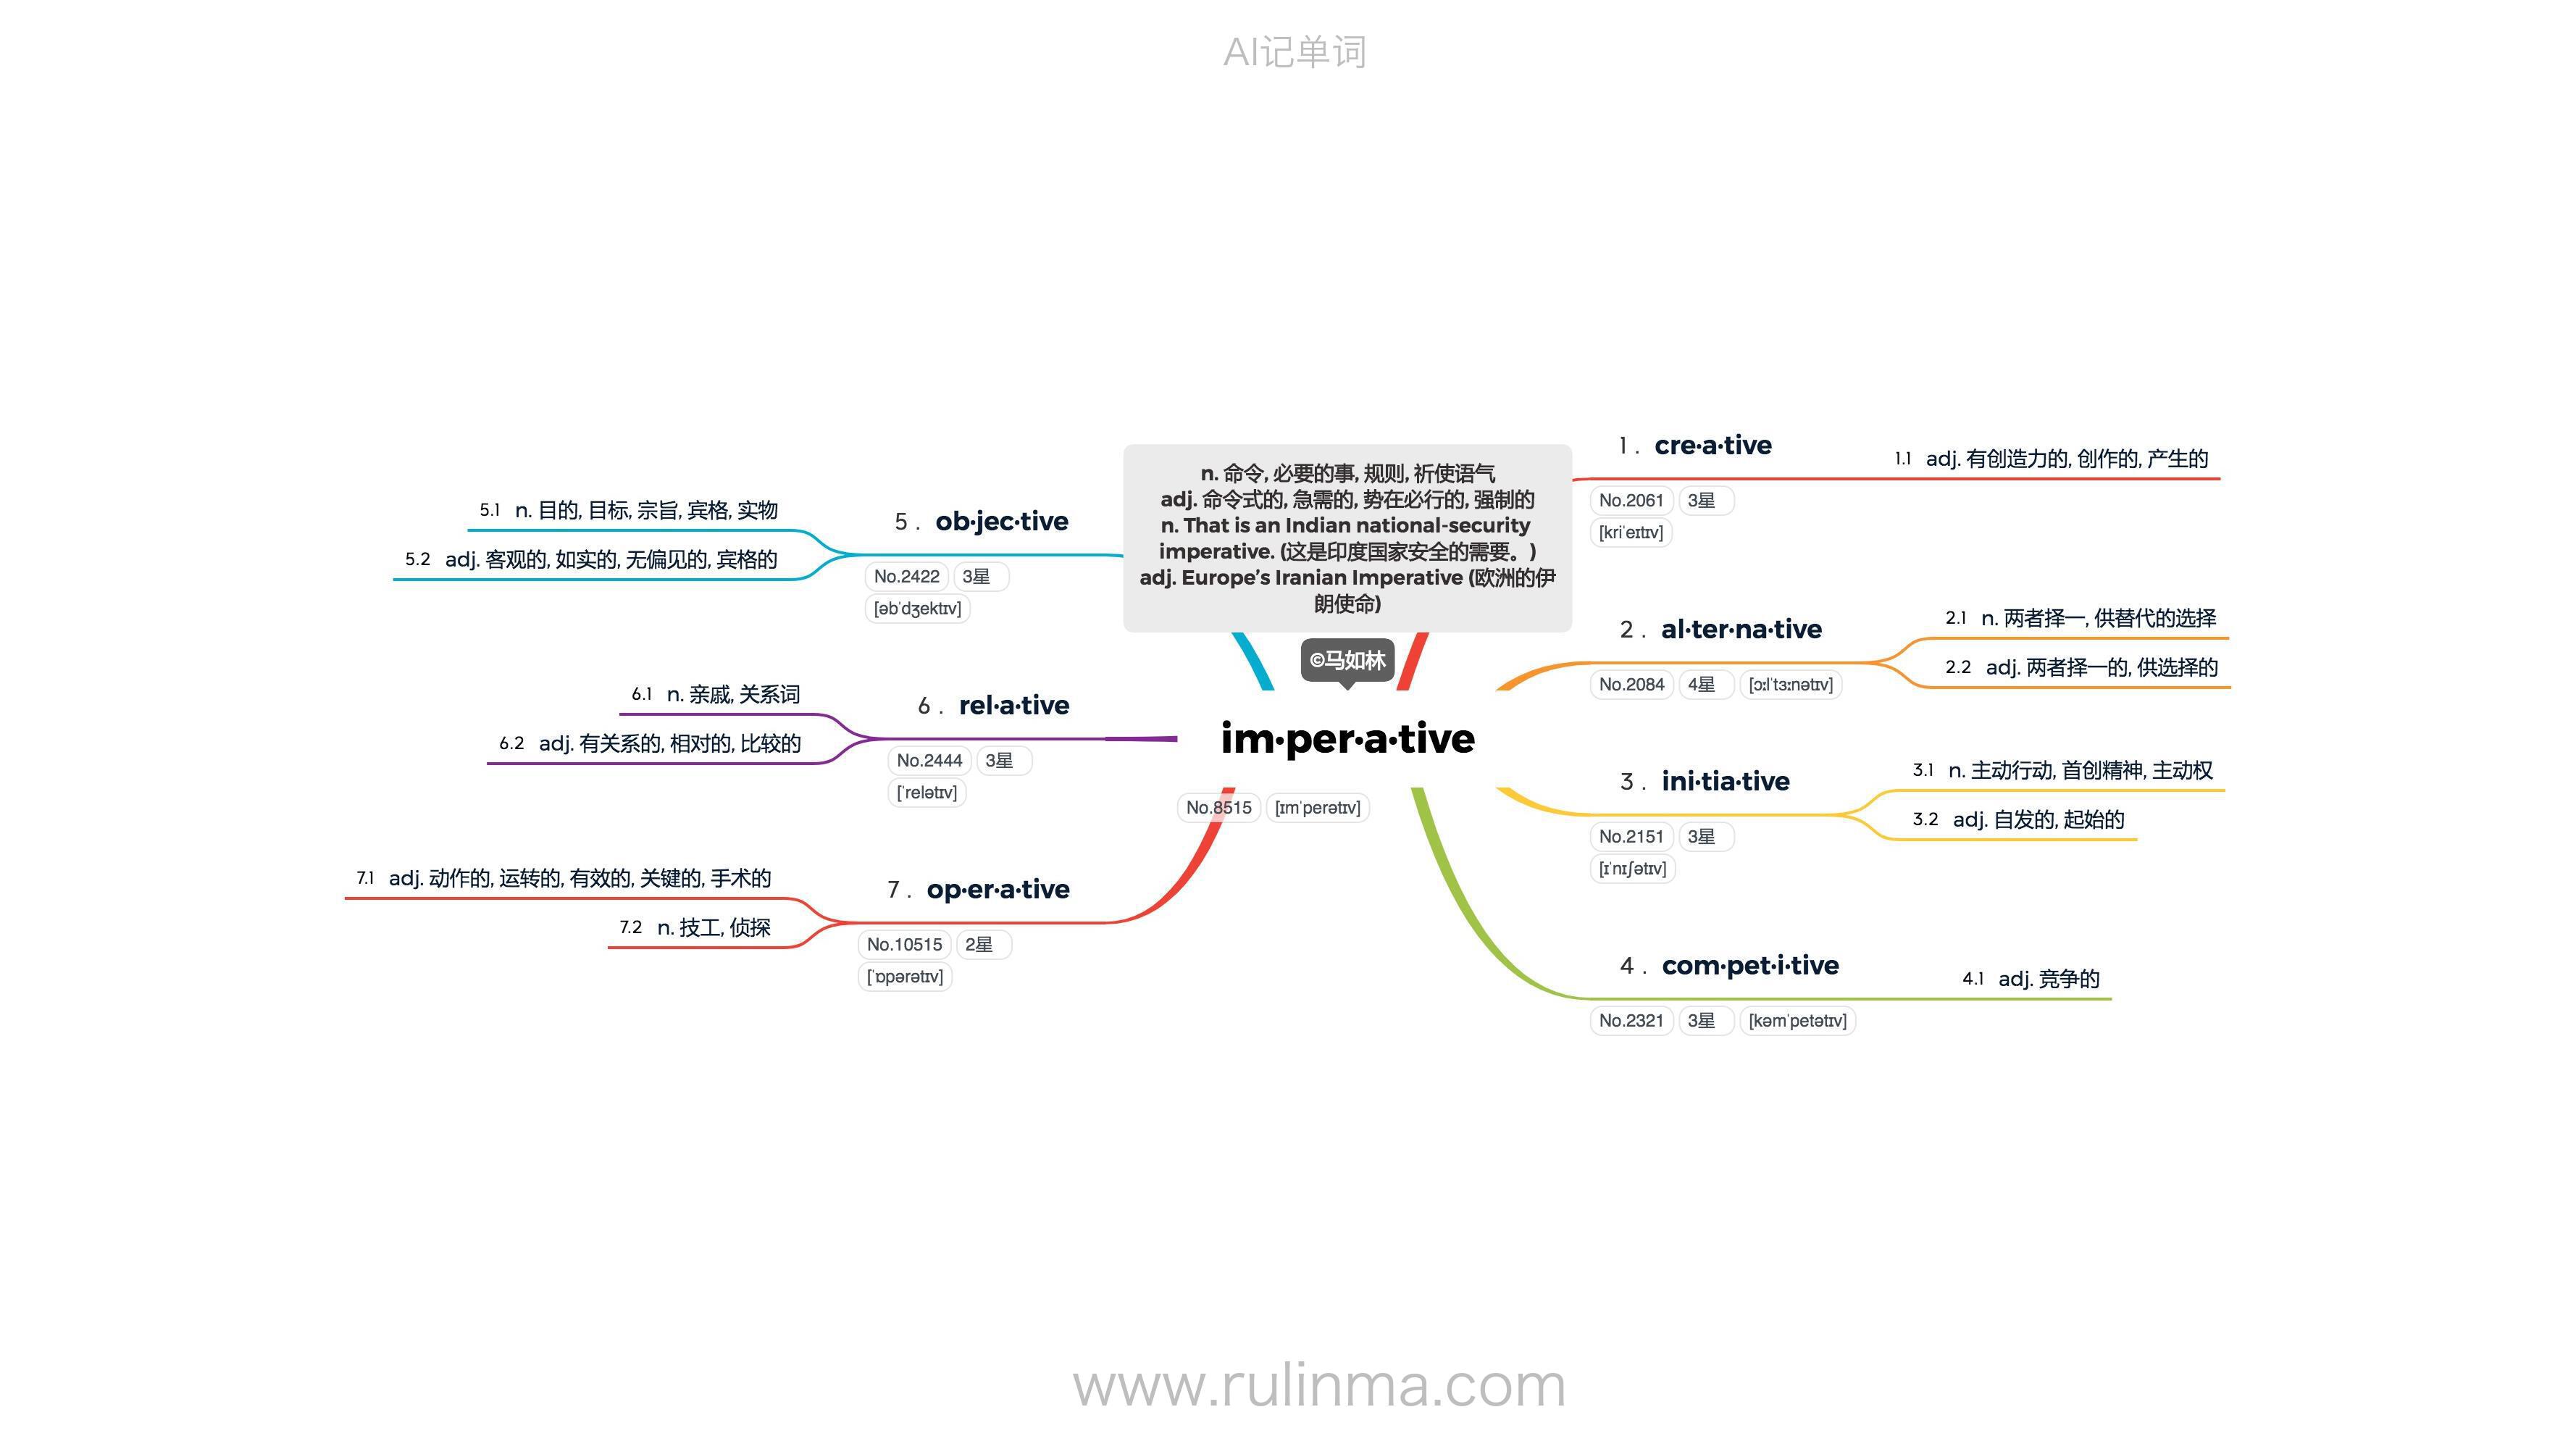 AI记单词
n. 命令, 必要的事, 规则, 祈使语气
adj. 命令式的, 急需的, 势在必行的, 强制的
n. That is an Indian national-security
imperative. (这是印度国家安全的需要。)
adj. Europe’s Iranian Imperative (欧洲的伊
朗使命)
©马如林
im·per·a·tive
No.8515 [ɪmˈperətɪv]
1. cre·a·tive
No.2061 3星
[kriˈeɪtɪv]
1.1 adj. 有创造力的, 创作的, 产生的
2. al·ter·na·tive
No.2084 4星 [ɔːlˈtɜːnətɪv]
2.1 n. 两者择一, 供替代的选择
2.2 adj. 两者择一的, 供选择的
3. ini·tia·tive
No.2151 3星
[ɪˈnɪʃətɪv]
3.1 n. 主动行动, 首创精神, 主动权
3.2 adj. 自发的, 起始的
4. com·pet·i·tive
No.2321 3星 [kəmˈpetətɪv]
4.1 adj. 竞争的
5. ob·jec·tive
No.2422 3星
[əbˈdʒektɪv]
5.1 n. 目的, 目标, 宗旨, 宾格, 实物
5.2 adj. 客观的, 如实的, 无偏见的, 宾格的
6. rel·a·tive
No.2444 3星
[ˈrelətɪv]
6.1 n. 亲戚, 关系词
6.2 adj. 有关系的, 相对的, 比较的
7. op·er·a·tive
No.10515 2星
[ˈɒpərətɪv]
7.1 adj. 动作的, 运转的, 有效的, 关键的, 手术的
7.2 n. 技工, 侦探
www.rulinma.com